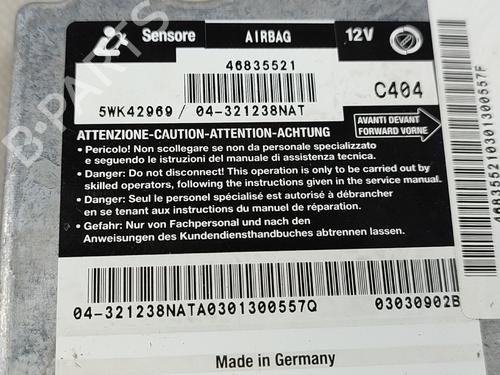 Sensore AIRBAG 12V
46835521
5WK42969 / 04-321238NAT C404
AVANTI DEVANT
FORWARD VORNE
ATTENZIONE-CAUTION-ATTENTION-ACHTUNG
• Pericolo! Non scollegare se non da personale specializzato
e seguendo le istruzioni del manuale di assistenza tecnica.
• Danger: Do not disconnect! This operation is only to be carried out by
skilled operators, following the instructions given in the service manual.
• Danger: Seul le personel spécialisé est autorisé à débrancher
en se tenant aux instructions du manuel de réparation.
• Gefahr: Nur von Fachpersonal und nach den
Anweisungen des Kundendiensthandbuches abtrennen lassen.
04-321238NATA0301300557Q 03030902B
Made in Germany
468355210301300557F
B-PARTS